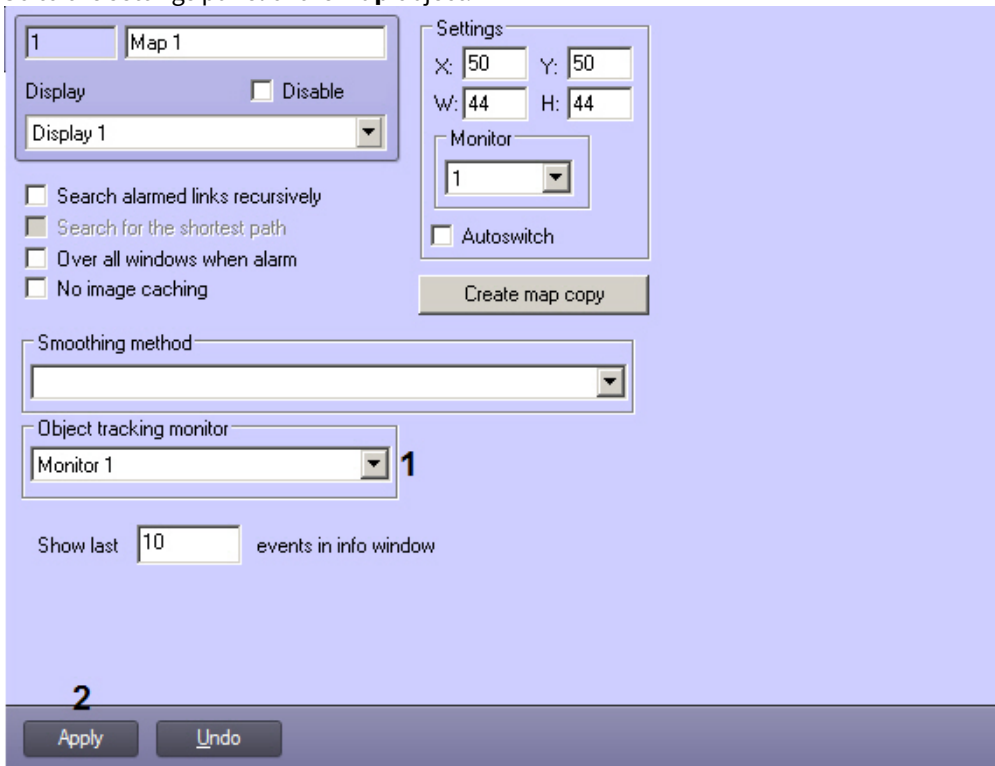 1 Map 1
Display Disable
Display 1
Settings
X: 50 Y: 50
W: 44 H: 44
Monitor
1
Autoswitch
Search alarmed links recursively
Search for the shortest path
Over all windows when alarm
No image caching
Create map copy
Smoothing method
Object tracking monitor
Monitor 1 1
Show last 10 events in info window
2
Apply Undo